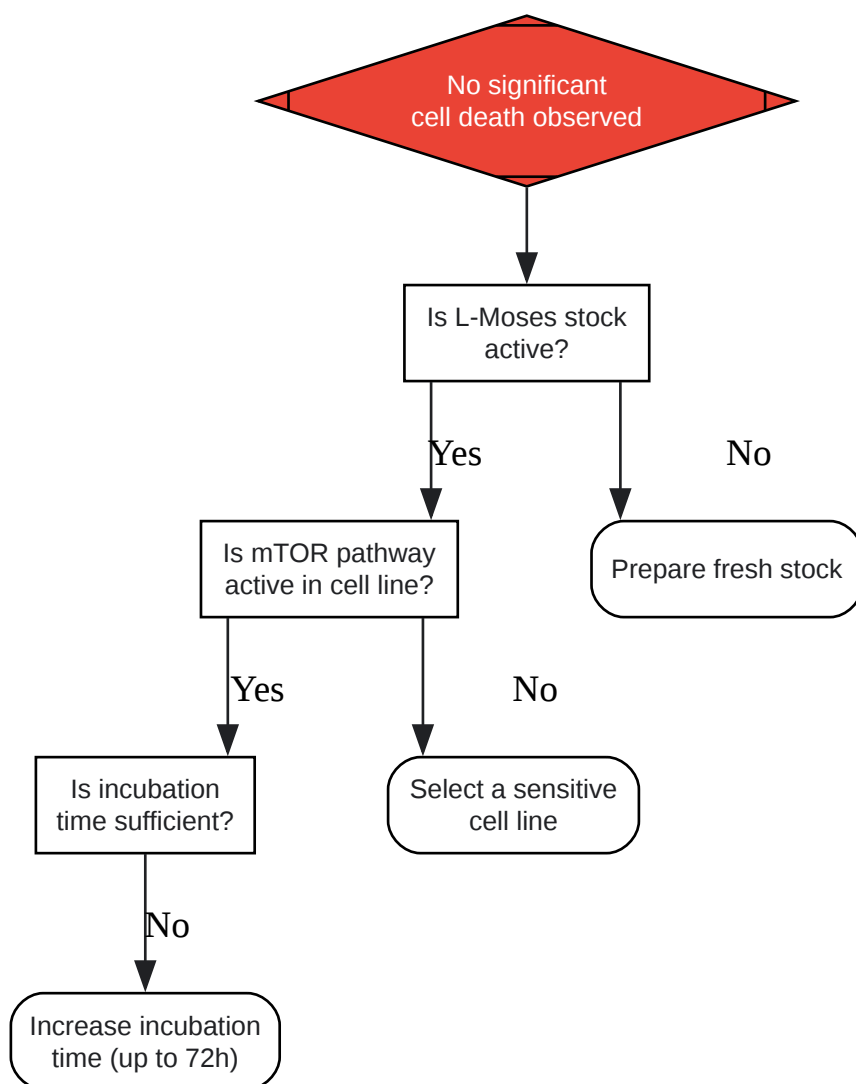 No significant
cell death observed
Is L-Moses stock
active?
Yes
No
Is mTOR pathway
active in cell line?
Prepare fresh stock
Yes
No
Is incubation
time sufficient?
Select a sensitive
cell line
No
Increase incubation
time (up to 72h)